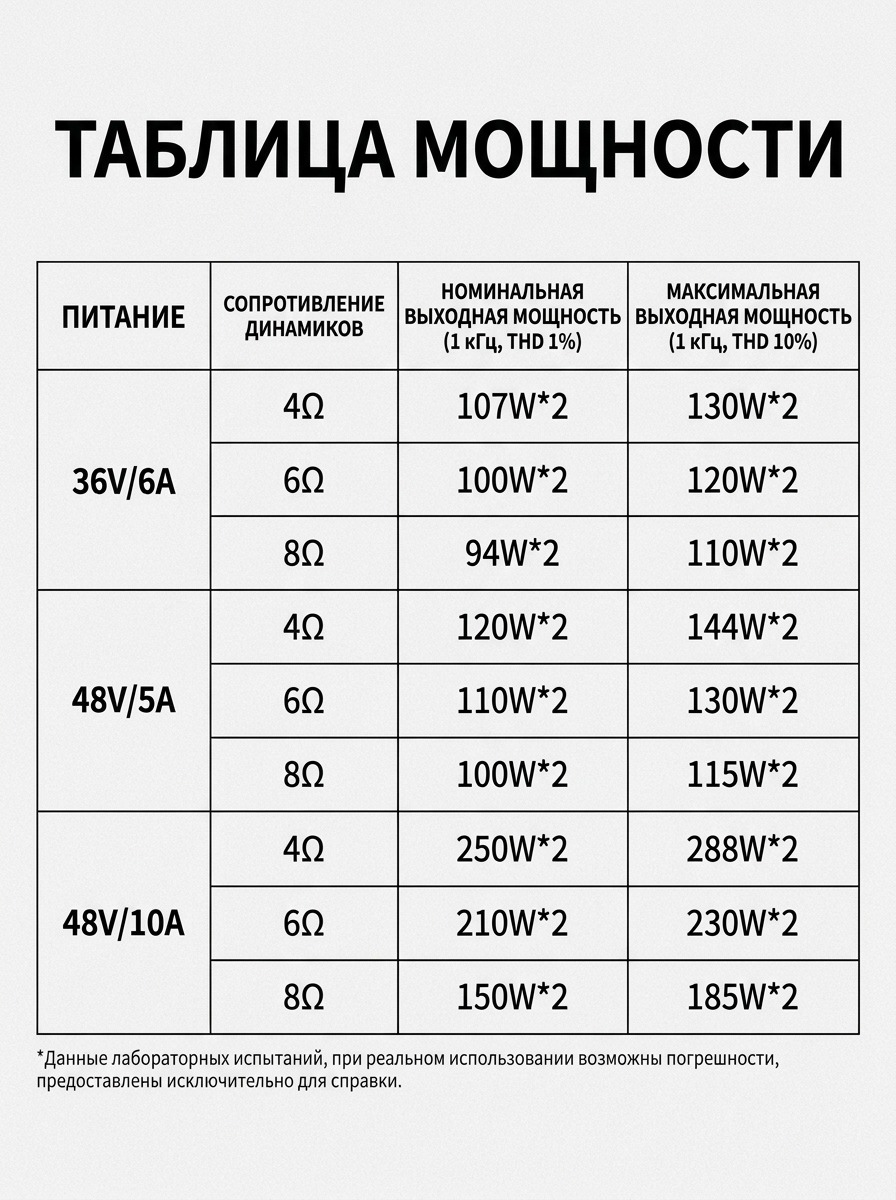 ТАБЛИЦА МОЩНОСТИ
ПИТАНИЕ
СОПРОТИВЛЕНИЕ
ДИНАМИКОВ
НОМИНАЛЬНАЯ
ВЫХОДНАЯ МОЩНОСТЬ
(1 кГц, THD 1%)
МАКСИМАЛЬНАЯ
ВЫХОДНАЯ МОЩНОСТЬ
(1 кГц, THD 10%)
36V/6A
4Ω 107W*2 130W*2
6Ω 100W*2 120W*2
8Ω 94W*2 110W*2
48V/5A
4Ω 120W*2 144W*2
6Ω 110W*2 130W*2
8Ω 100W*2 115W*2
48V/10A
4Ω 250W*2 288W*2
6Ω 210W*2 230W*2
8Ω 150W*2 185W*2
*Данные лабораторных испытаний, при реальном использовании возможны погрешности,
предоставлены исключительно для справки.